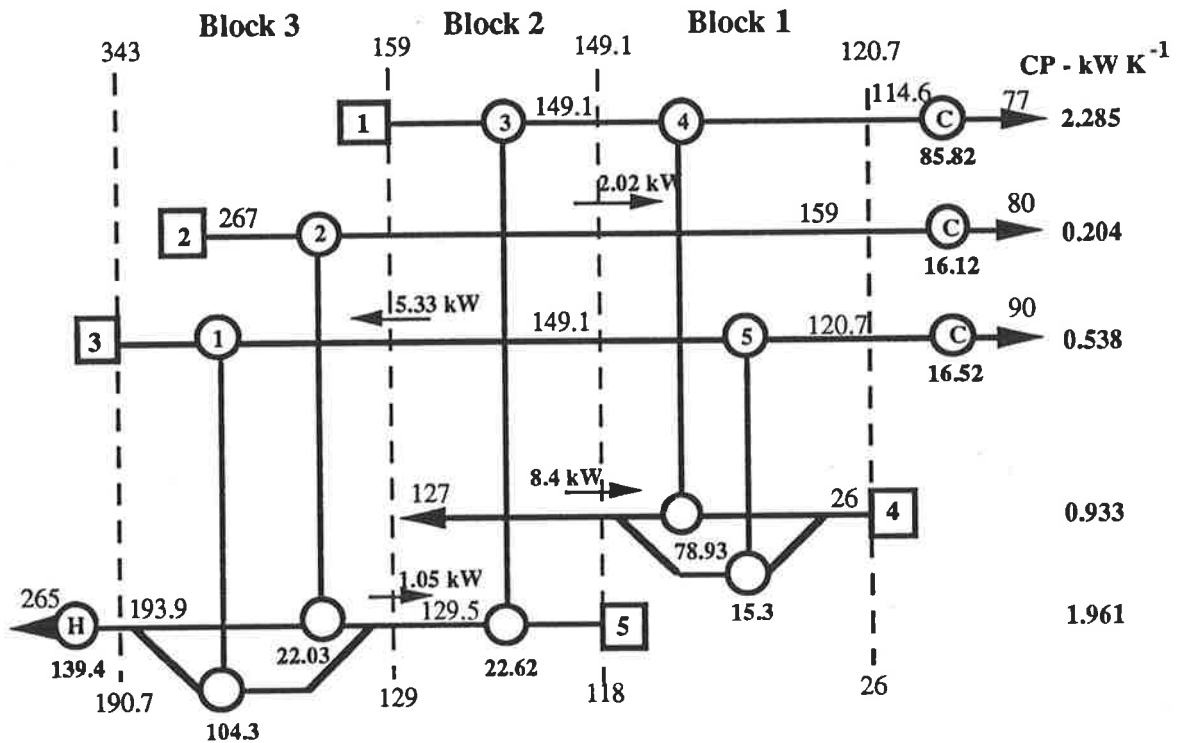 Block 3 Block 2 Block 1
343 159 149.1 120.7
CP - kW K⁻¹
1 3 149.1 4 114.6 C 77 2.285
85.82
2.02 kW
2 267 2 159 C 80 0.204
16.12
5.33 kW
3 1 149.1 5 120.7 C 90 0.538
16.52
127 8.4 kW 26 4 0.933
78.93
15.3
1.05 kW
265 H 193.9 129.5 5 1.961
139.4 22.03 22.62
104.3
190.7 129 118 26